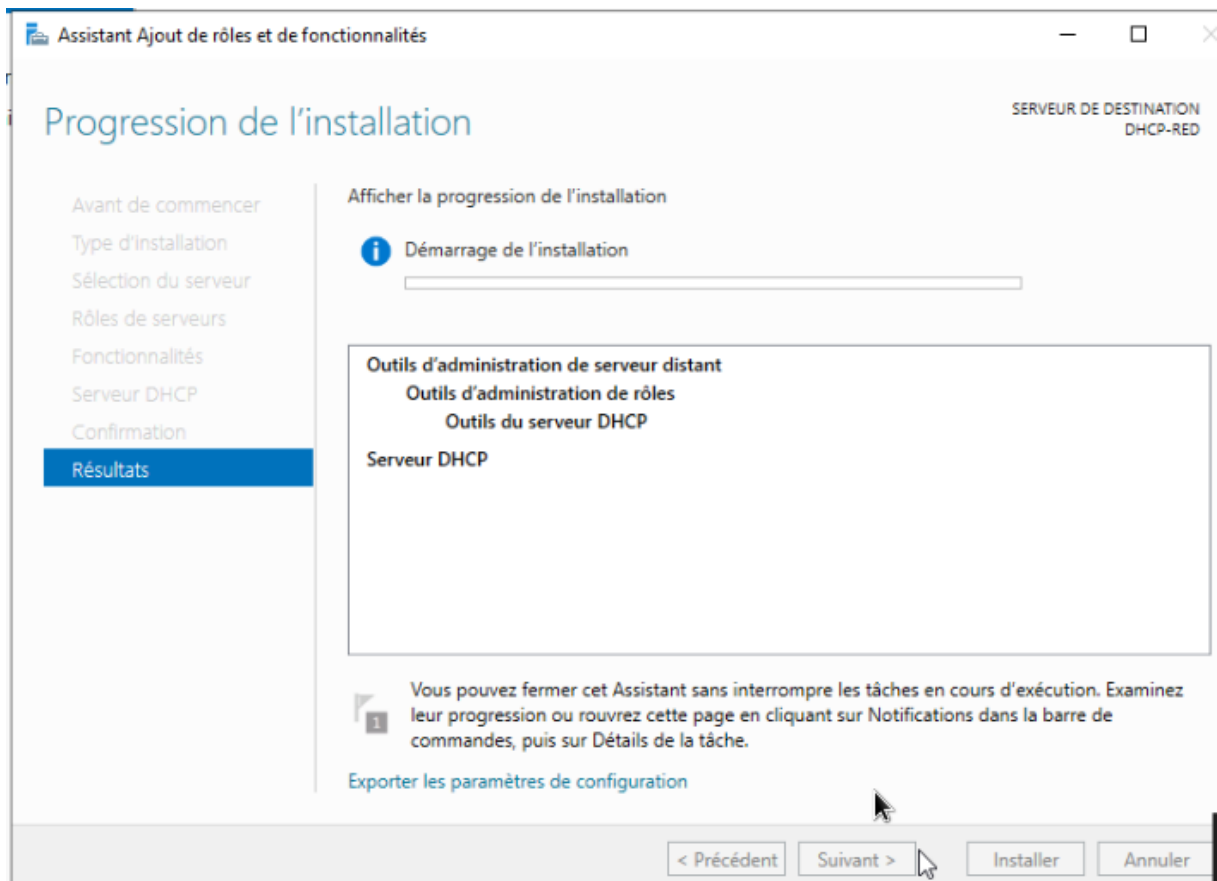 Assistant Ajout de rôles et de fonctionnalités
Progression de l'installation
SERVEUR DE DESTINATION
DHCP-RED
Avant de commencer
Type d'installation
Sélection du serveur
Rôles de serveurs
Fonctionnalités
Serveur DHCP
Confirmation
Résultats
Afficher la progression de l'installation
Démarrage de l'installation
Outils d'administration de serveur distant
Outils d'administration de rôles
Outils du serveur DHCP
Serveur DHCP
1
Vous pouvez fermer cet Assistant sans interrompre les tâches en cours d'exécution. Examinez
leur progression ou rouvrez cette page en cliquant sur Notifications dans la barre de
commandes, puis sur Détails de la tâche.
Exporter les paramètres de configuration
< Précédent
Suivant >
Installer
Annuler